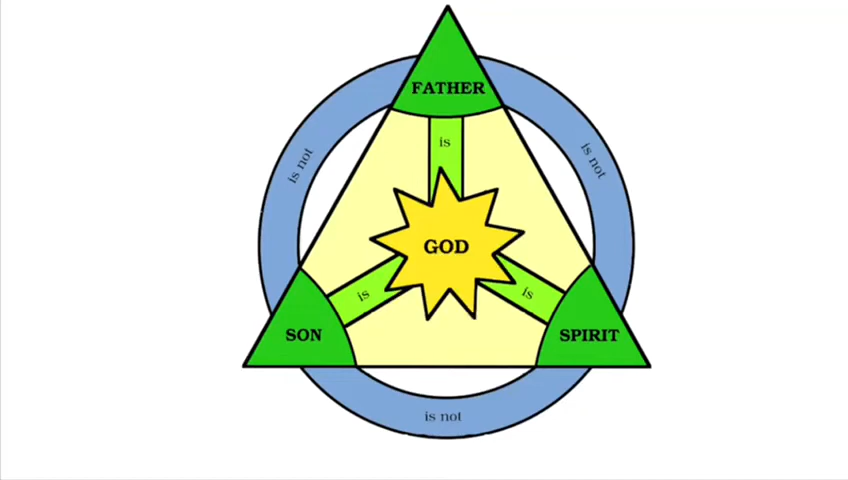 FATHER
is
is not
is not
GOD
is
is
SON
SPIRIT
is not